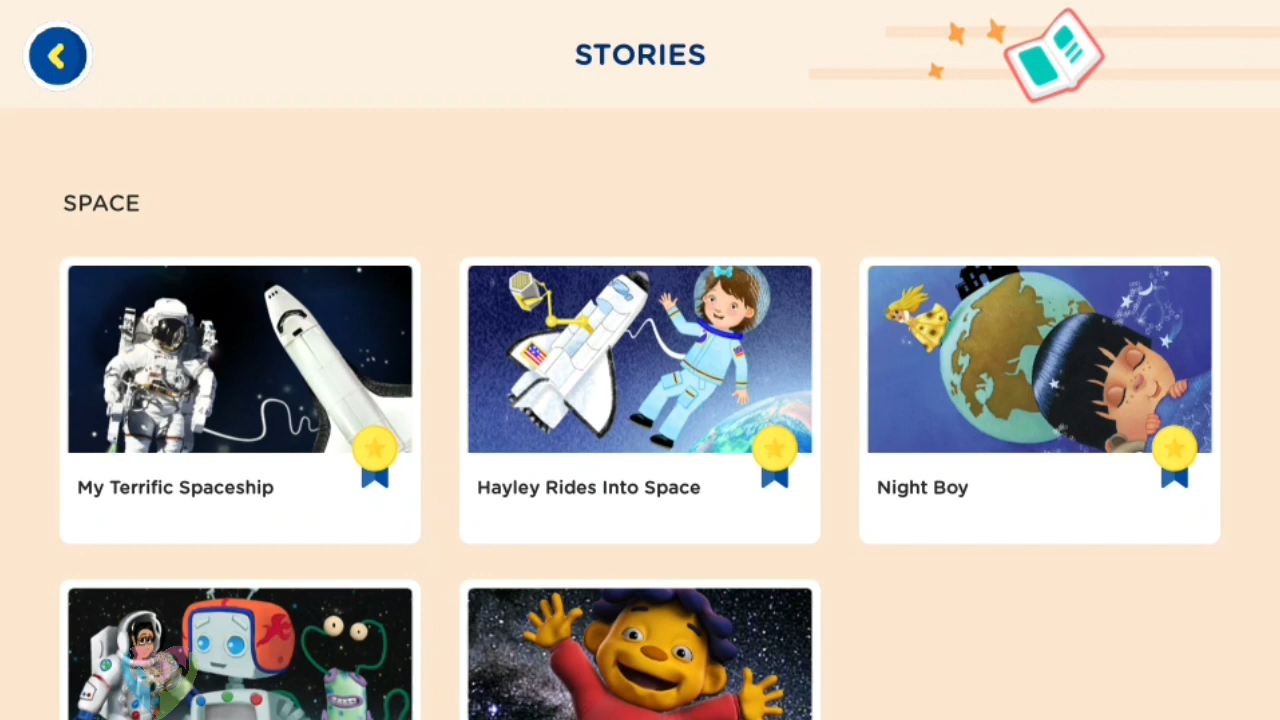 STORIES
SPACE
My Terrific Spaceship
Hayley Rides Into Space
Night Boy